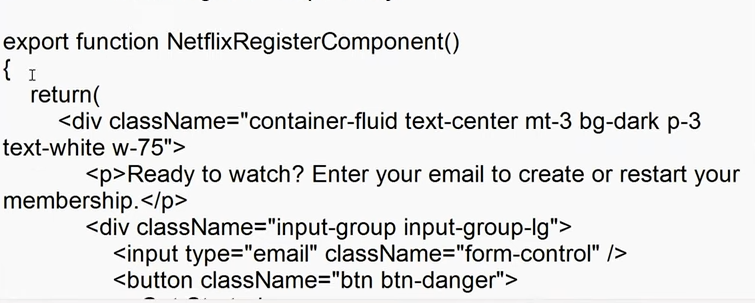 export function NetflixRegisterComponent()
{
return(
<div className="container-fluid text-center mt-3 bg-dark p-3
text-white w-75">
<p>Ready to watch? Enter your email to create or restart your
membership.</p>
<div className="input-group input-group-lg">
<input type="email" className="form-control" />
<button className="btn btn-danger">